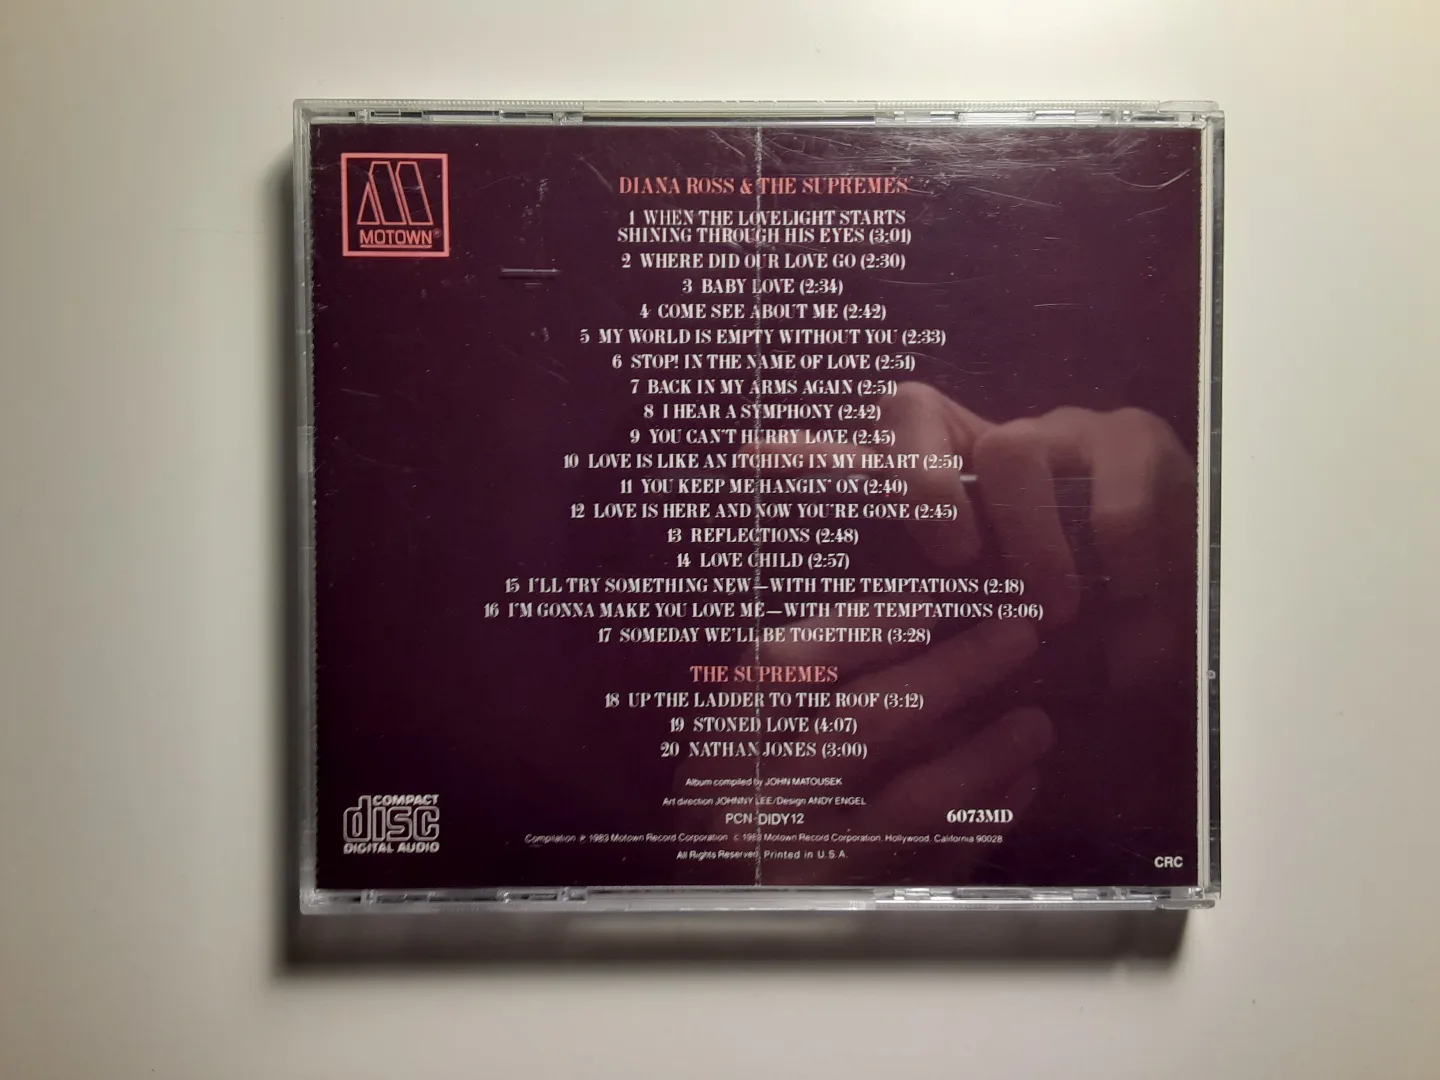 MOTOWN®
DIANA ROSS & THE SUPREMES
1 WHEN THE LOVELIGHT STARTS
SHINING THROUGH HIS EYES (3:01)
2 WHERE DID OUR LOVE GO (2:30)
3 BABY LOVE (2:34)
4 COME SEE ABOUT ME (2:42)
5 MY WORLD IS EMPTY WITHOUT YOU (2:33)
6 STOP! IN THE NAME OF LOVE (2:51)
7 BACK IN MY ARMS AGAIN (2:51)
8 I HEAR A SYMPHONY (2:42)
9 YOU CAN'T HURRY LOVE (2:45)
10 LOVE IS LIKE AN ITCHING IN MY HEART (2:51)
11 YOU KEEP ME HANGIN' ON (2:40)
12 LOVE IS HERE AND NOW YOU'RE GONE (2:45)
13 REFLECTIONS (2:48)
14 LOVE CHILD (2:57)
15 I'LL TRY SOMETHING NEW—WITH THE TEMPTATIONS (2:18)
16 I'M GONNA MAKE YOU LOVE ME—WITH THE TEMPTATIONS (3:06)
17 SOMEDAY WE'LL BE TOGETHER (3:28)
THE SUPREMES
18 UP THE LADDER TO THE ROOF (3:12)
19 STONED LOVE (4:07)
20 NATHAN JONES (3:00)
Album compiled by JOHN MATOUSEK
Art direction JOHNNY LEE/Design ANDY ENGEL
PCN-DIDY12
6073MD
Compilation ℗ 1983 Motown Record Corporation © 1983 Motown Record Corporation, Hollywood, California 90028
All Rights Reserved. Printed in U.S.A.
COMPACT
disc
DIGITAL AUDIO
CRC